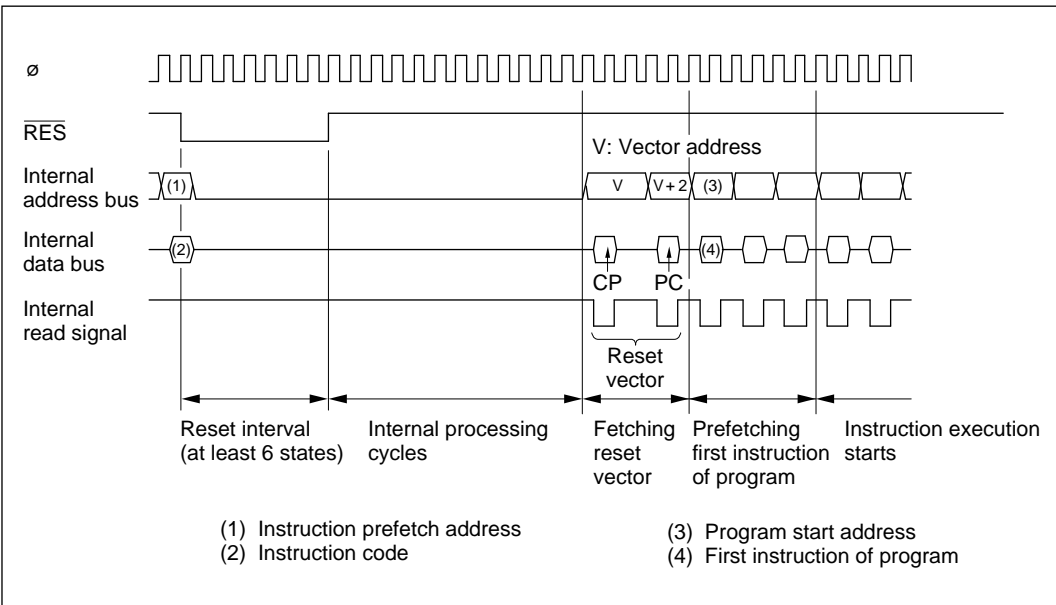 ø
RES
V: Vector address
Internal
address bus
(1)
V
V+2
(3)
Internal
data bus
(2)
(4)
CP
PC
Internal
read signal
Reset
vector
Reset interval
(at least 6 states)
Internal processing
cycles
Fetching
reset
vector
Prefetching
first instruction
of program
Instruction execution
starts
(1) Instruction prefetch address
(2) Instruction code
(3) Program start address
(4) First instruction of program